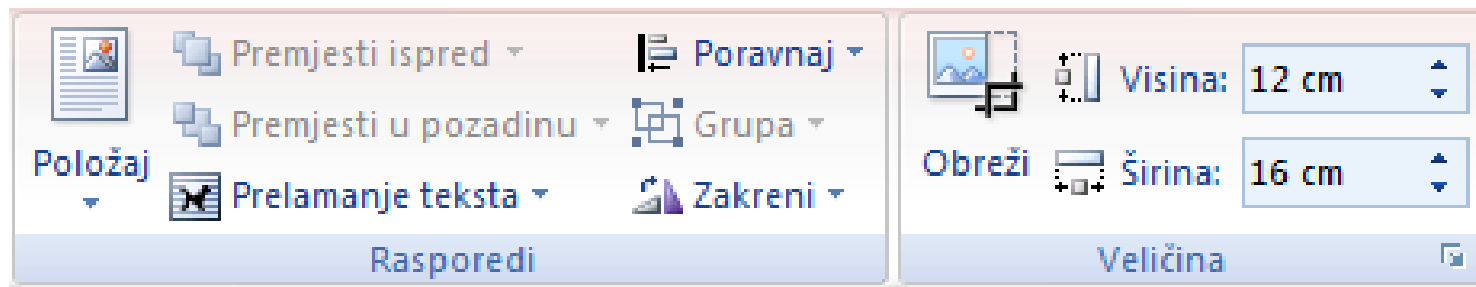 Položaj
Premjesti ispred
Premjesti u pozadinu
Prelamanje teksta
Poravnaj
Grupa
Zakreni
Rasporedi
Obreži
Visina: 12 cm
Širina: 16 cm
Veličina